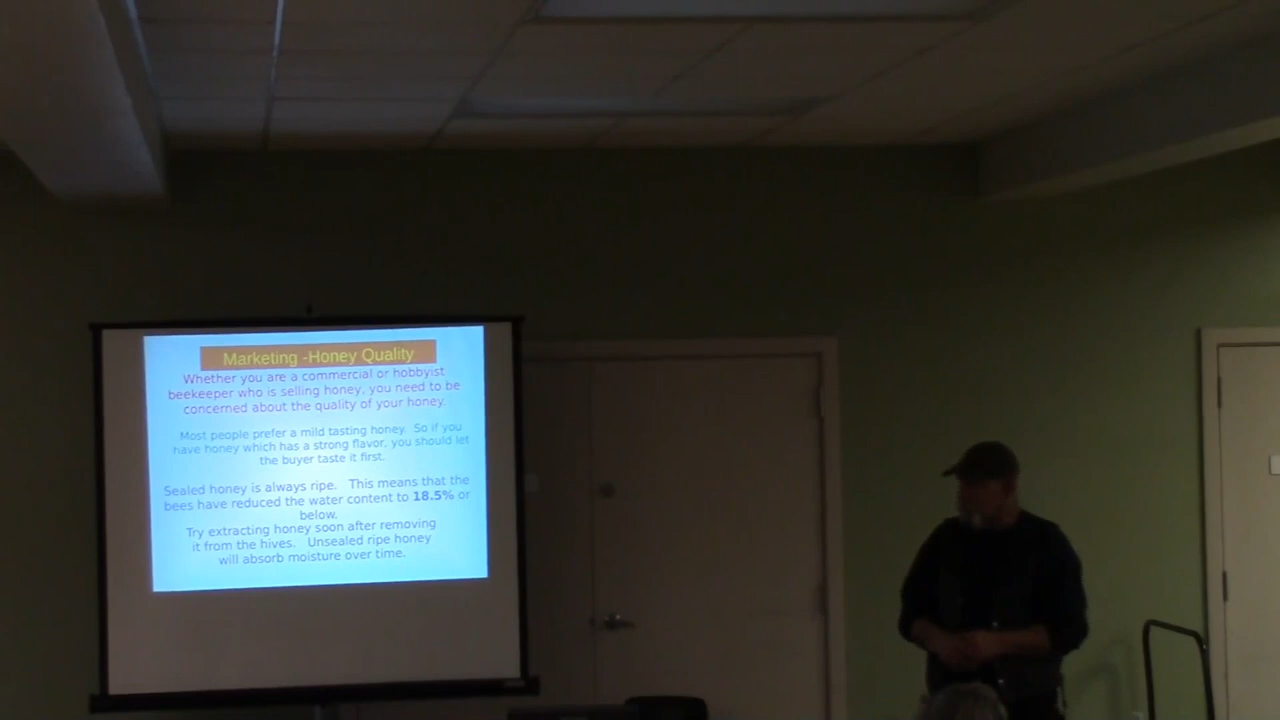 Marketing -Honey Quality
Whether you are a commercial or hobbyist
beekeeper who is selling honey, you need to be
concerned about the quality of your honey.
Most people prefer a mild tasting honey. So if you
have honey which has a strong flavor, you should let
the buyer taste it first.
Sealed honey is always ripe. This means that the
bees have reduced the water content to 18.5% or
below.
Try extracting honey soon after removing
it from the hives. Unsealed ripe honey
will absorb moisture over time.